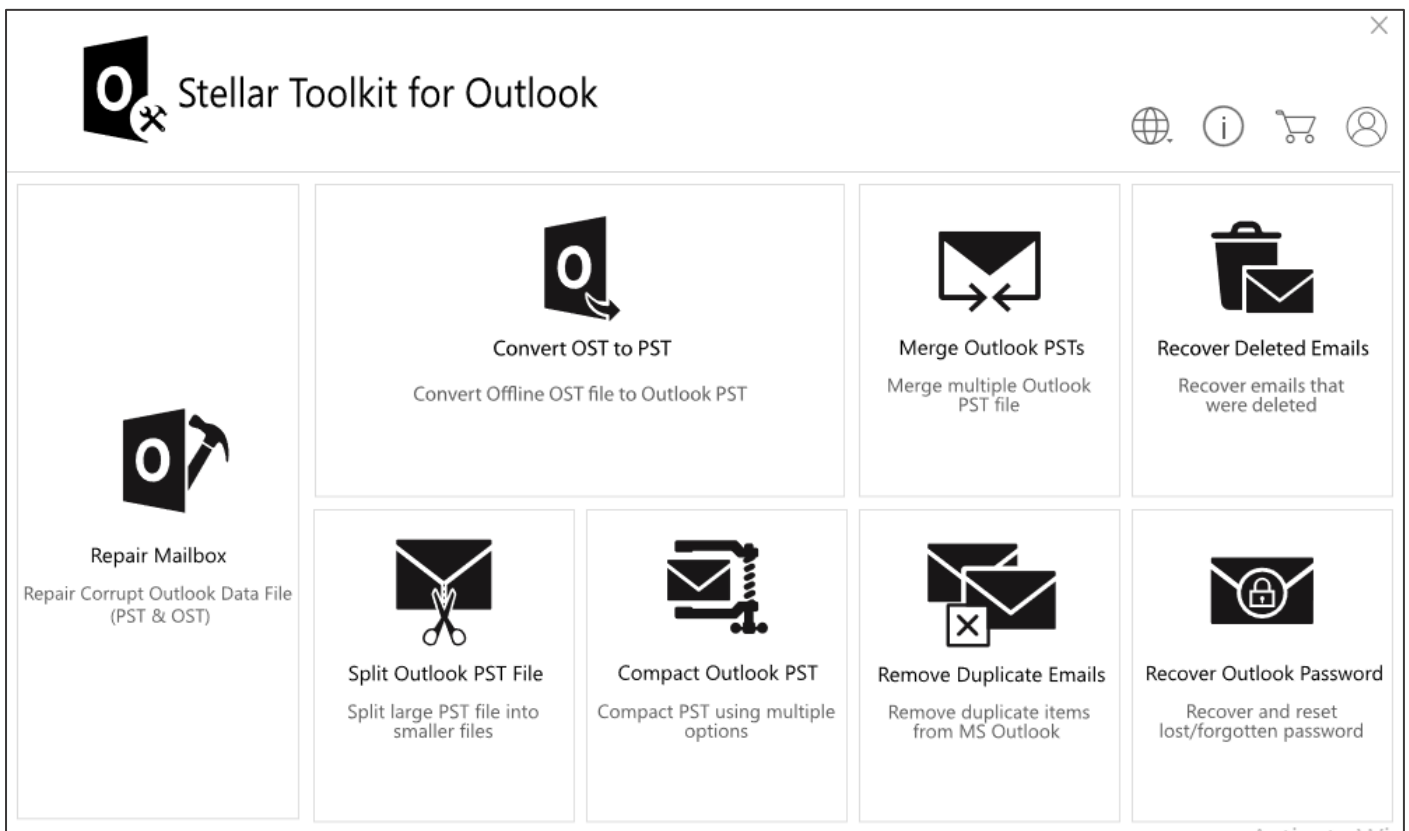 Stellar Toolkit for Outlook
Repair Mailbox
Repair Corrupt Outlook Data File
(PST & OST)
Convert OST to PST
Convert Offline OST file to Outlook PST
Merge Outlook PSTs
Merge multiple Outlook
PST file
Recover Deleted Emails
Recover emails that
were deleted
Split Outlook PST File
Split large PST file into
smaller files
Compact Outlook PST
Compact PST using multiple
options
Remove Duplicate Emails
Remove duplicate items
from MS Outlook
Recover Outlook Password
Recover and reset
lost/forgotten password